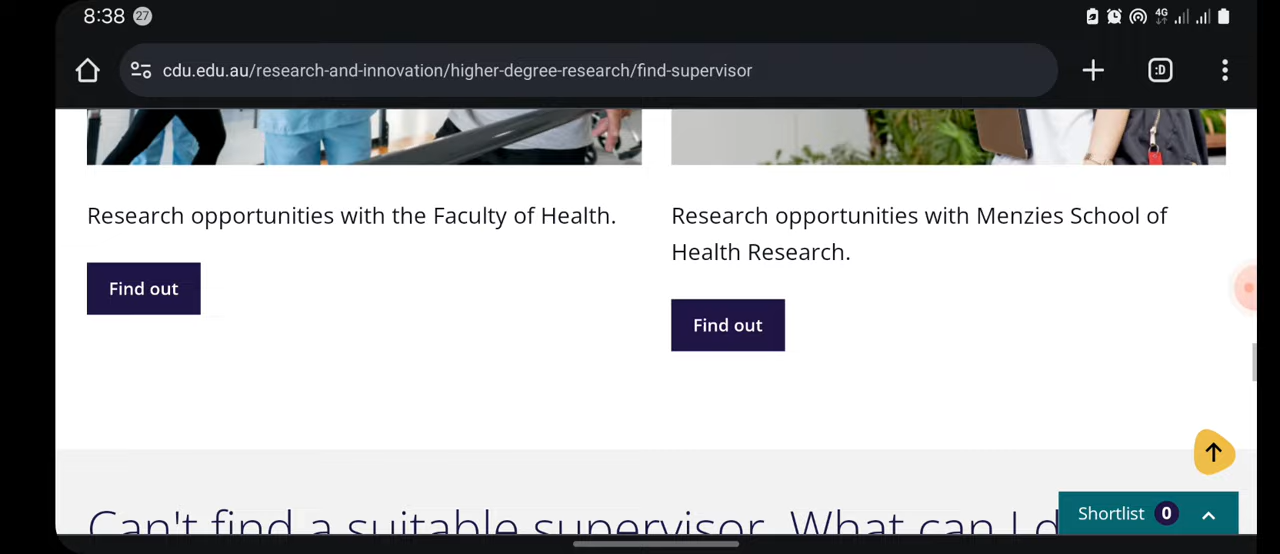 8:38 27
4G
cdu.edu.au/research-and-innovation/higher-degree-research/find-supervisor
:D
Research opportunities with the Faculty of Health.
Find out
Research opportunities with Menzies School of
Health Research.
Find out
Can't find a suitable supervisor. What can I d
Shortlist 0